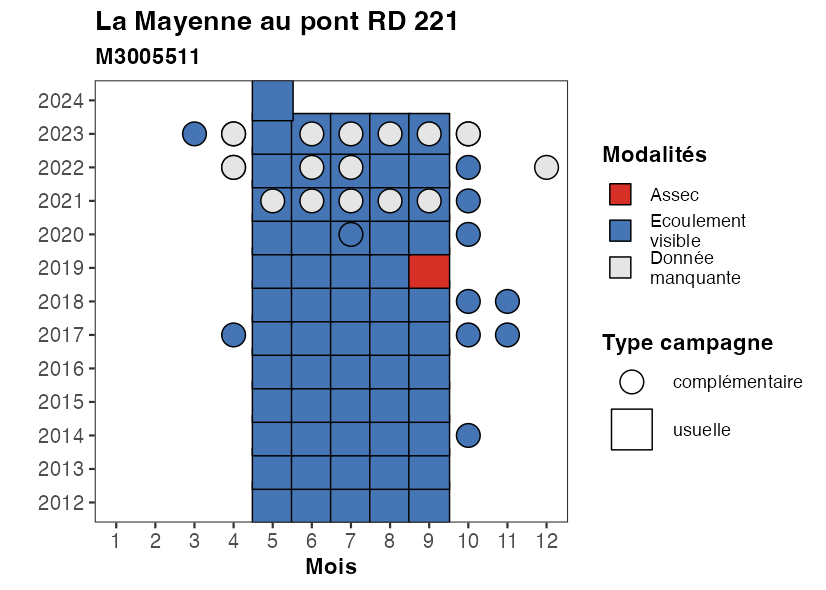 La Mayenne au pont RD 221
M3005511
2024
2023
2022
2021
2020
2019
2018
2017
2016
2015
2014
2013
2012
1 2 3 4 5 6 7 8 9 10 11 12
Mois
Modalités
Assec
Ecoulement
visible
Donnée
manquante
Type campagne
complémentaire
usuelle